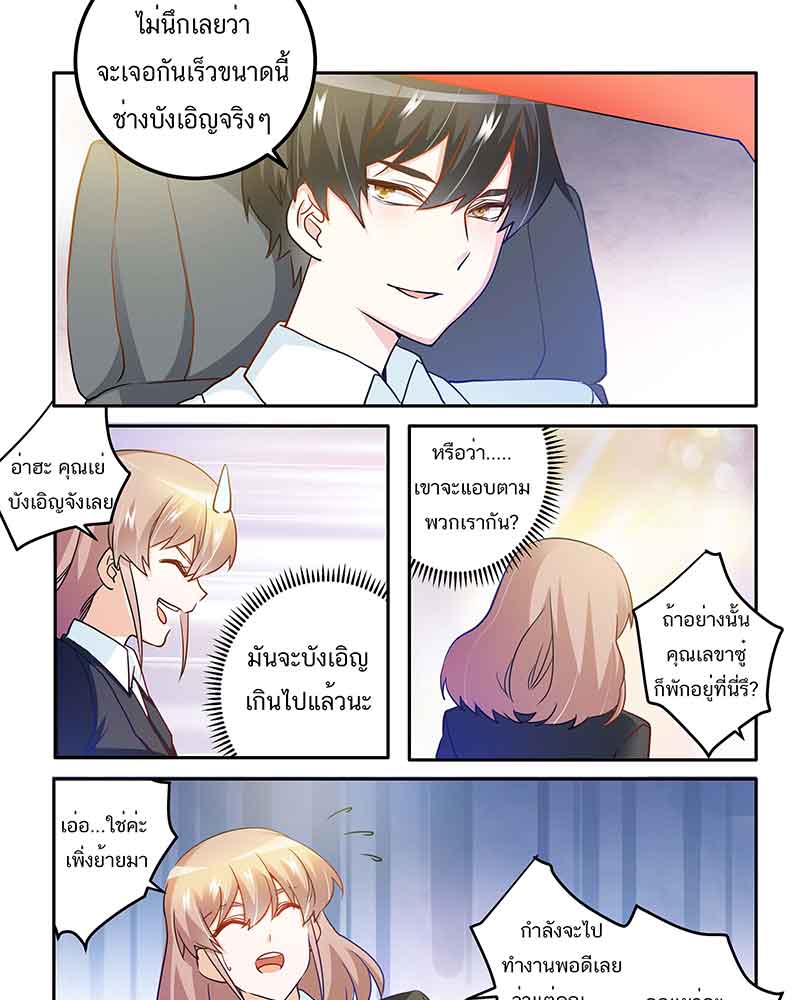 ไม่นึกเลยว่า
จะเจอกันเร็วขนาดนี้
ช่างบังเอิญจริงๆ
อ่าฮะ คุณเย่
บังเอิญจังเลย
มันจะบังเอิญ
เกินไปแล้วนะ
หรือว่า.....
เขาจะแอบตาม
พวกเรากัน?
ถ้าอย่างนั้น
คุณเลขาซู่
ก็พักอยู่ที่นี่รึ?
เอ่อ...ใช่ค่ะ
เพิ่งย้ายมา
กำลังจะไป
ทำงานพอดีเลย